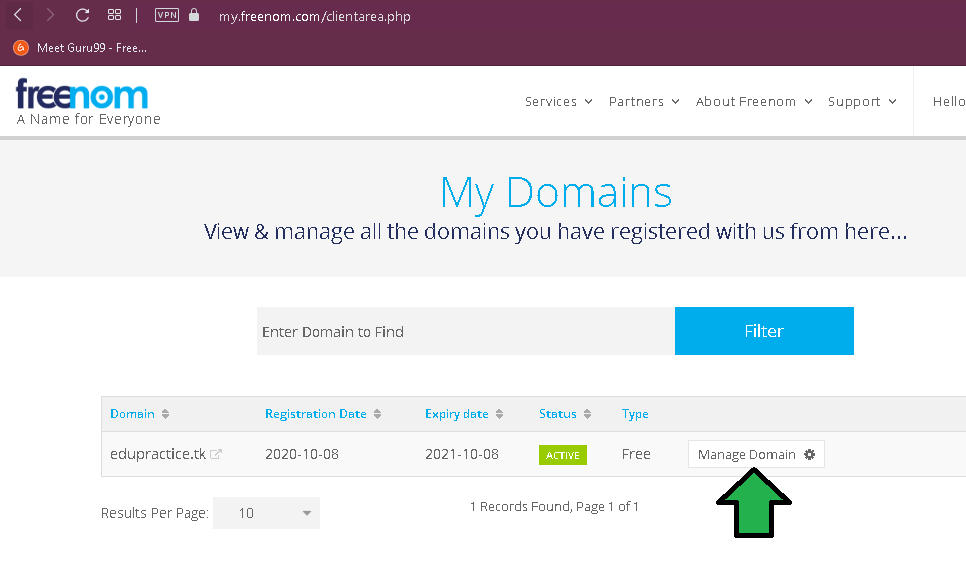 VPN my.freenom.com/clientarea.php
G Meet Guru99 - Free...
freenom
A Name for Everyone
Services Partners About Freenom Support Hello
My Domains
View & manage all the domains you have registered with us from here...
Enter Domain to Find Filter
Domain Registration Date Expiry date Status Type
edupractice.tk 2020-10-08 2021-10-08 ACTIVE Free Manage Domain
Results Per Page: 10 1 Records Found, Page 1 of 1